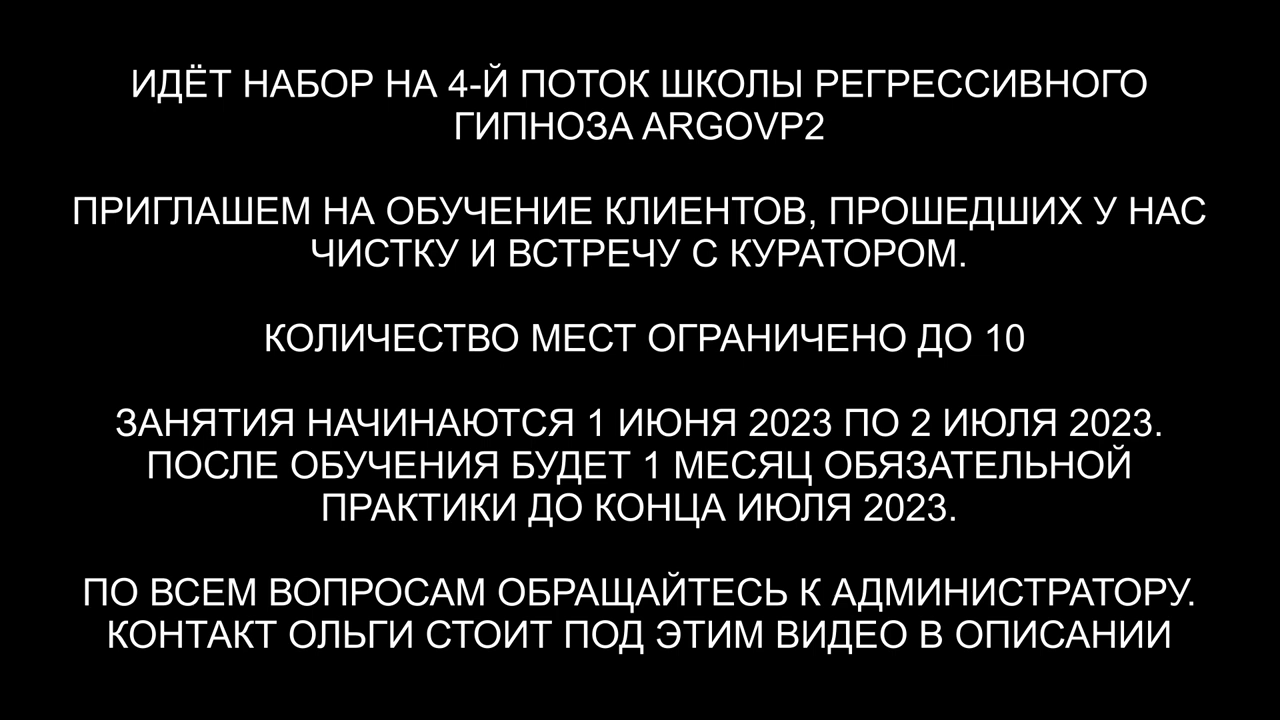 ИДЁТ НАБОР НА 4-Й ПОТОК ШКОЛЫ РЕГРЕССИВНОГО
ГИПНОЗА ARGOVP2
ПРИГЛАШЕМ НА ОБУЧЕНИЕ КЛИЕНТОВ, ПРОШЕДШИХ У НАС
ЧИСТКУ И ВСТРЕЧУ С КУРАТОРОМ.
КОЛИЧЕСТВО МЕСТ ОГРАНИЧЕНО ДО 10
ЗАНЯТИЯ НАЧИНАЮТСЯ 1 ИЮНЯ 2023 ПО 2 ИЮЛЯ 2023.
ПОСЛЕ ОБУЧЕНИЯ БУДЕТ 1 МЕСЯЦ ОБЯЗАТЕЛЬНОЙ
ПРАКТИКИ ДО КОНЦА ИЮЛЯ 2023.
ПО ВСЕМ ВОПРОСАМ ОБРАЩАЙТЕСЬ К АДМИНИСТРАТОРУ.
КОНТАКТ ОЛЬГИ СТОИТ ПОД ЭТИМ ВИДЕО В ОПИСАНИИ